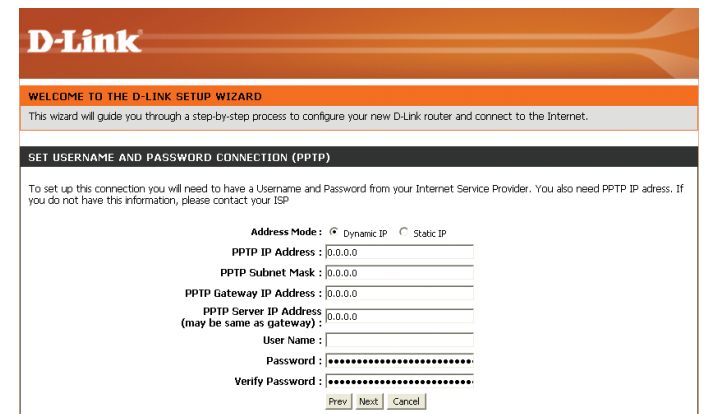 D-Link
WELCOME TO THE D-LINK SETUP WIZARD
This wizard will guide you through a step-by-step process to configure your new D-Link router and connect to the Internet.
SET USERNAME AND PASSWORD CONNECTION (PPTP)
To set up this connection you will need to have a Username and Password from your Internet Service Provider. You also need PPTP IP adress. If
you do not have this information, please contact your ISP
Address Mode : Dynamic IP Static IP
PPTP IP Address : 0.0.0.0
PPTP Subnet Mask : 0.0.0.0
PPTP Gateway IP Address : 0.0.0.0
PPTP Server IP Address
(may be same as gateway) : 0.0.0.0
User Name :
Password : ●●●●●●●●●●●●●●●●●●●●●●●●●
Verify Password : ●●●●●●●●●●●●●●●●●●●●●●●●●
Prev Next Cancel